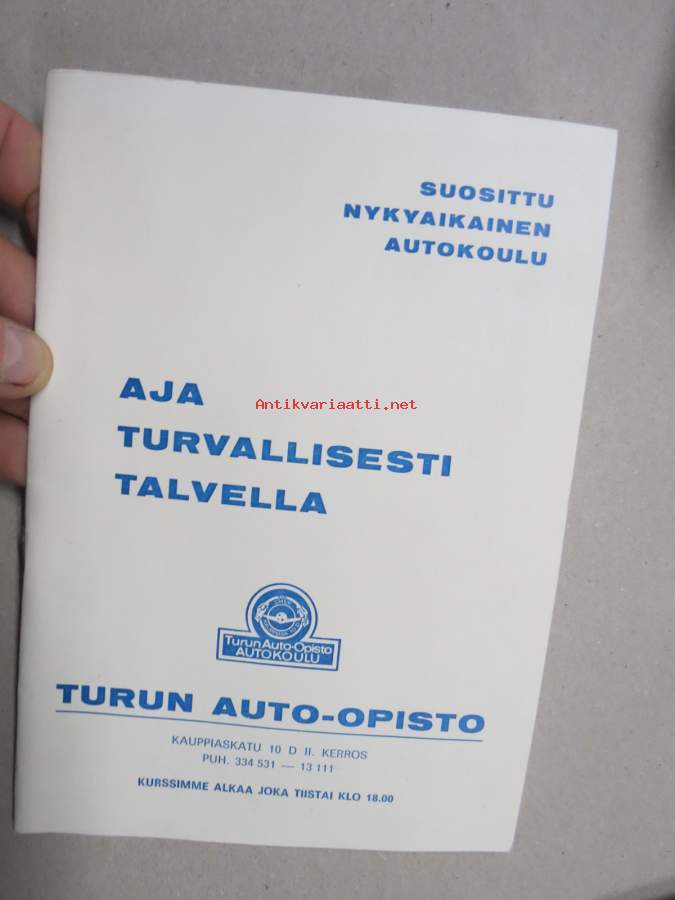 SUOSITTU
NYKYAIKAINEN
AUTOKOULU
AJA
TURVALLISESTI
TALVELLA
Antikvariaatti.net
Turun Auto-Opisto
AUTOKOULU
TURUN AUTO-OPISTO
KAUPPIASKATU 10 D II. KERROS
PUH. 334 531 — 13 111
KURSSIMME ALKAA JOKA TIISTAI KLO 18.00